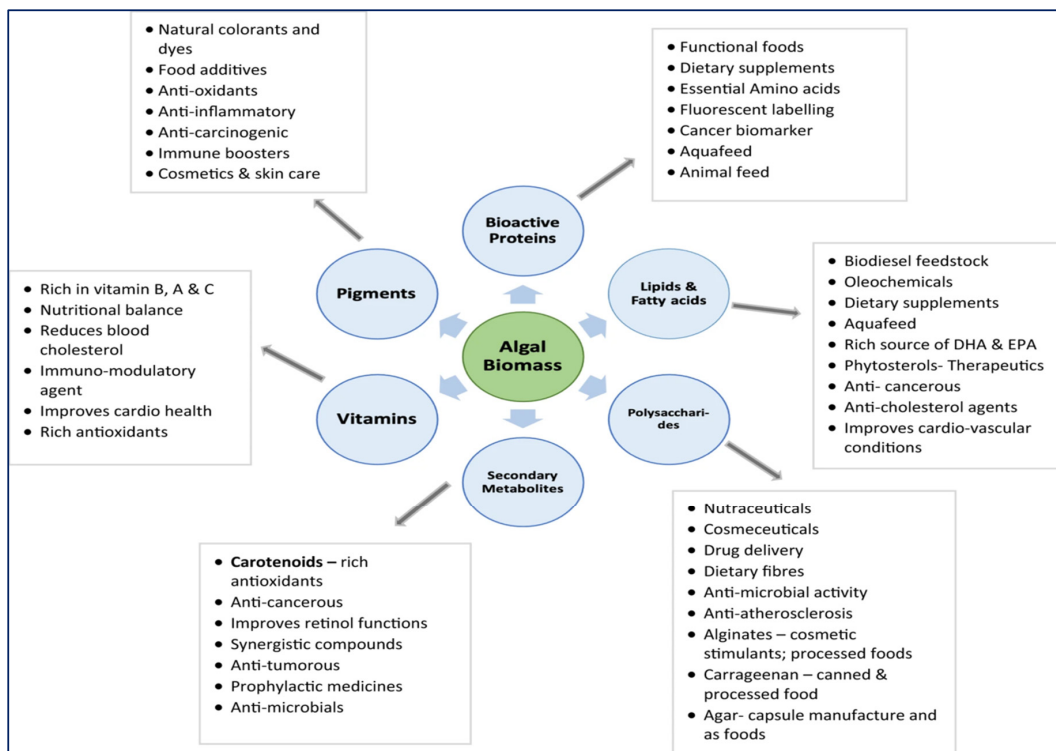 • Natural colorants and
dyes
• Food additives
• Anti-oxidants
• Anti-inflammatory
• Anti-carcinogenic
• Immune boosters
• Cosmetics & skin care
• Functional foods
• Dietary supplements
• Essential Amino acids
• Fluorescent labelling
• Cancer biomarker
• Aquafeed
• Animal feed
Bioactive
Proteins
Pigments
Lipids &
Fatty acids
Algal
Biomass
Vitamins
Polysacchari-
des
Secondary
Metabolites
• Rich in vitamin B, A & C
• Nutritional balance
• Reduces blood
cholesterol
• Immuno-modulatory
agent
• Improves cardio health
• Rich antioxidants
• Biodiesel feedstock
• Oleochemicals
• Dietary supplements
• Aquafeed
• Rich source of DHA & EPA
• Phytosterols- Therapeutics
• Anti- cancerous
• Anti-cholesterol agents
• Improves cardio-vascular
conditions
• Carotenoids – rich
antioxidants
• Anti-cancerous
• Improves retinol functions
• Synergistic compounds
• Anti-tumorous
• Prophylactic medicines
• Anti-microbials
• Nutraceuticals
• Cosmeceuticals
• Drug delivery
• Dietary fibres
• Anti-microbial activity
• Anti-atherosclerosis
• Alginates – cosmetic
stimulants; processed foods
• Carrageenan – canned &
processed food
• Agar- capsule manufacture and
as foods